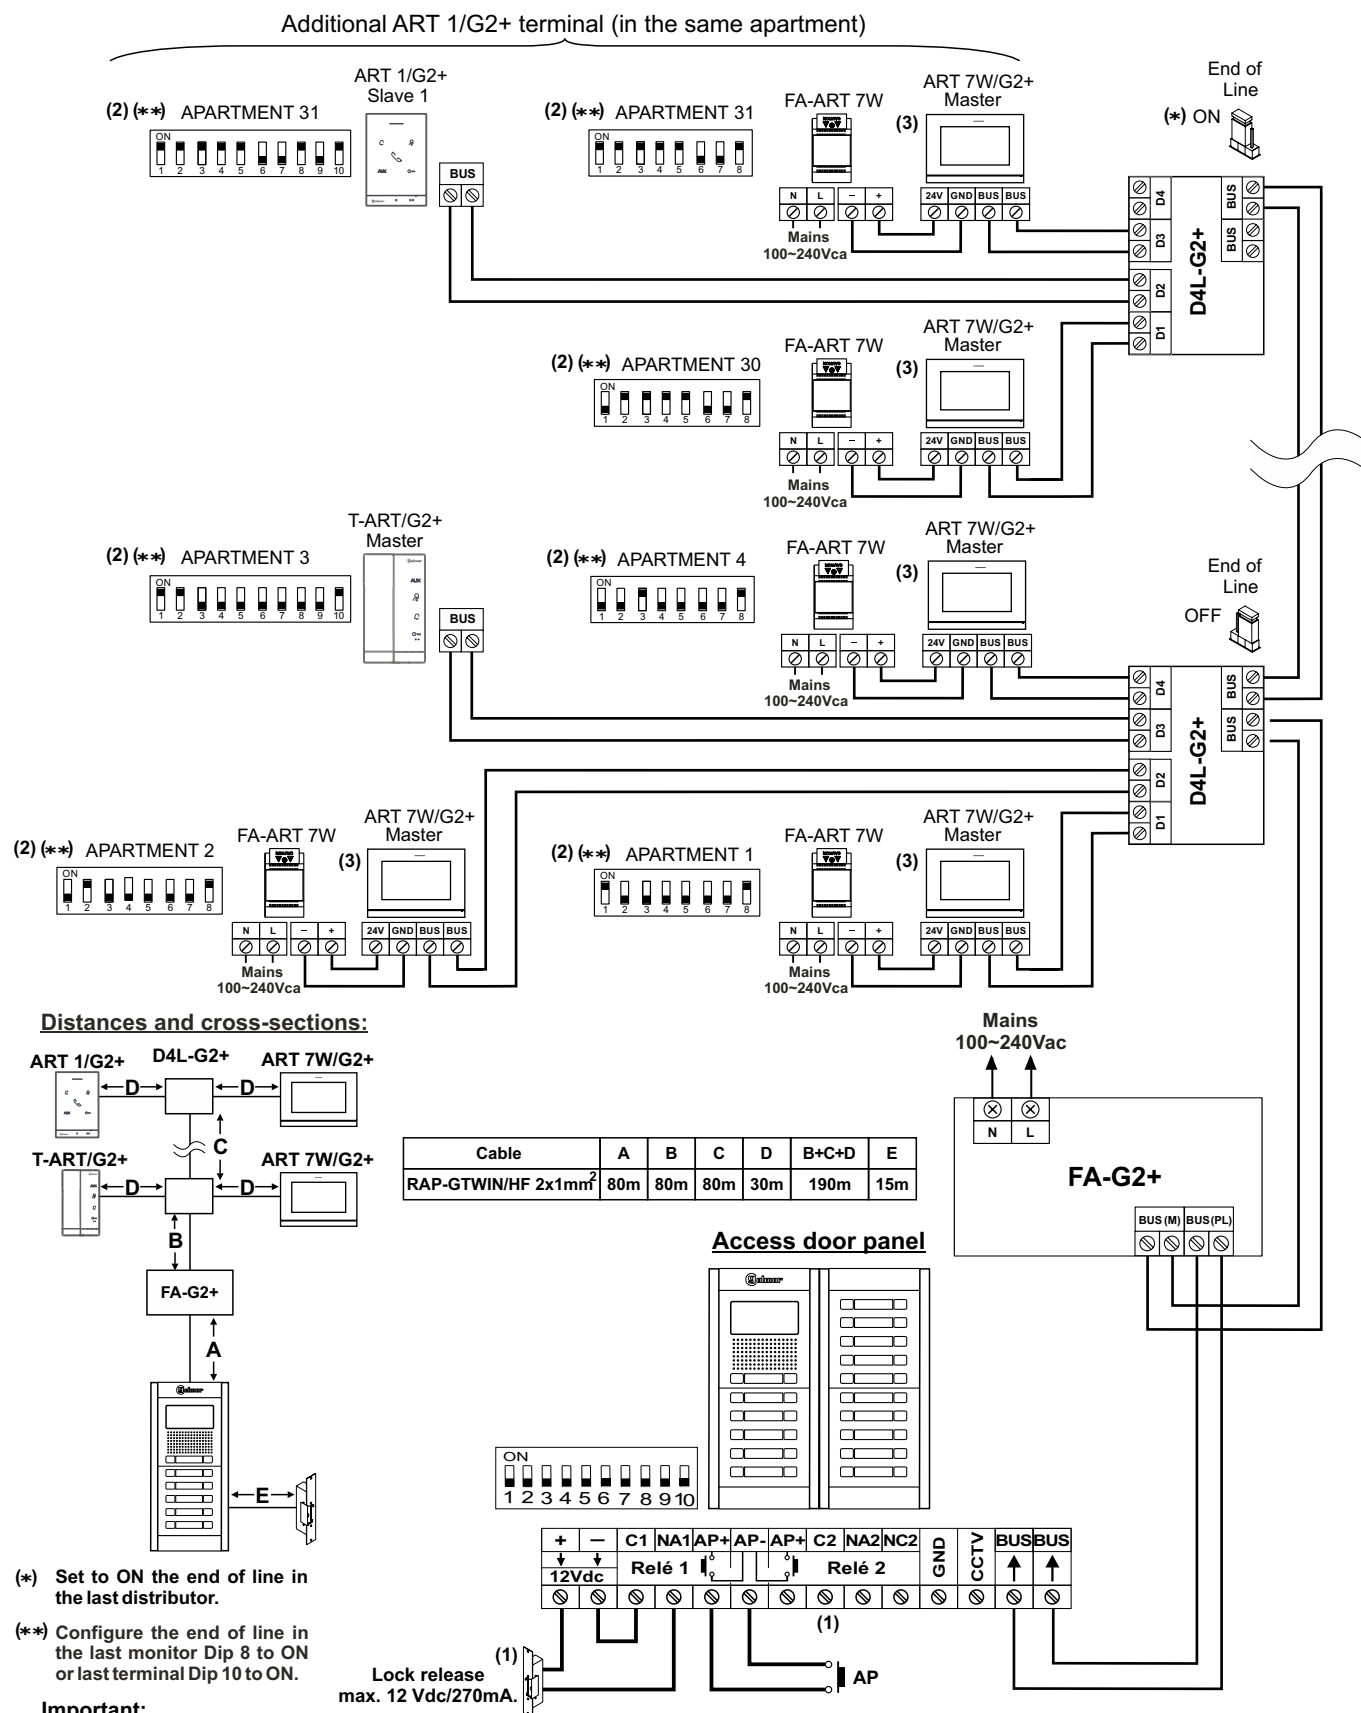 Additional ART 1/G2+ terminal (in the same apartment)
ART 1/G2+
Slave 1
(2) (**) APARTMENT 31
ON
1 2 3 4 5 6 7 8 9 10
BUS
(2) (**) APARTMENT 31
ON
1 2 3 4 5 6 7 8
FA-ART 7W
N L – +
Mains
100~240Vca
ART 7W/G2+
Master
(3)
24V GND BUS BUS
End of
Line
(*) ON
D4 D3 D2 D1
BUS BUS
D4L-G2+
(2) (**) APARTMENT 30
ON
1 2 3 4 5 6 7 8
FA-ART 7W
N L – +
Mains
100~240Vca
ART 7W/G2+
Master
(3)
24V GND BUS BUS
T-ART/G2+
Master
(2) (**) APARTMENT 3
ON
1 2 3 4 5 6 7 8 9 10
AUX
BUS
(2) (**) APARTMENT 4
ON
1 2 3 4 5 6 7 8
FA-ART 7W
N L – +
Mains
100~240Vca
ART 7W/G2+
Master
(3)
24V GND BUS BUS
End of
Line
OFF
D4 D3 D2 D1
BUS BUS
D4L-G2+
(2) (**) APARTMENT 2
ON
1 2 3 4 5 6 7 8
FA-ART 7W
N L – +
Mains
100~240Vca
ART 7W/G2+
Master
(3)
24V GND BUS BUS
(2) (**) APARTMENT 1
ON
1 2 3 4 5 6 7 8
FA-ART 7W
N L – +
Mains
100~240Vca
ART 7W/G2+
Master
(3)
24V GND BUS BUS
Distances and cross-sections:
ART 1/G2+ D4L-G2+ ART 7W/G2+
D D
C
T-ART/G2+ ART 7W/G2+
D D
B
FA-G2+
A
Golmar
E
Cable A B C D B+C+D E
RAP-GTWIN/HF 2x1mm2 80m 80m 80m 30m 190m 15m
Mains
100~240Vac
N L
FA-G2+
BUS (M) BUS (PL)
Access door panel
Golmar
ON
1 2 3 4 5 6 7 8 9 10
+ – C1 NA1 AP+ AP- AP+ C2 NA2 NC2 GND CCTV BUS BUS
12Vdc Relé 1 Relé 2
(1)
(1)
Lock release
max. 12 Vdc/270mA.
AP
(*) Set to ON the end of line in
the last distributor.
(**) Configure the end of line in
the last monitor Dip 8 to ON
or last terminal Dip 10 to ON.
Important: